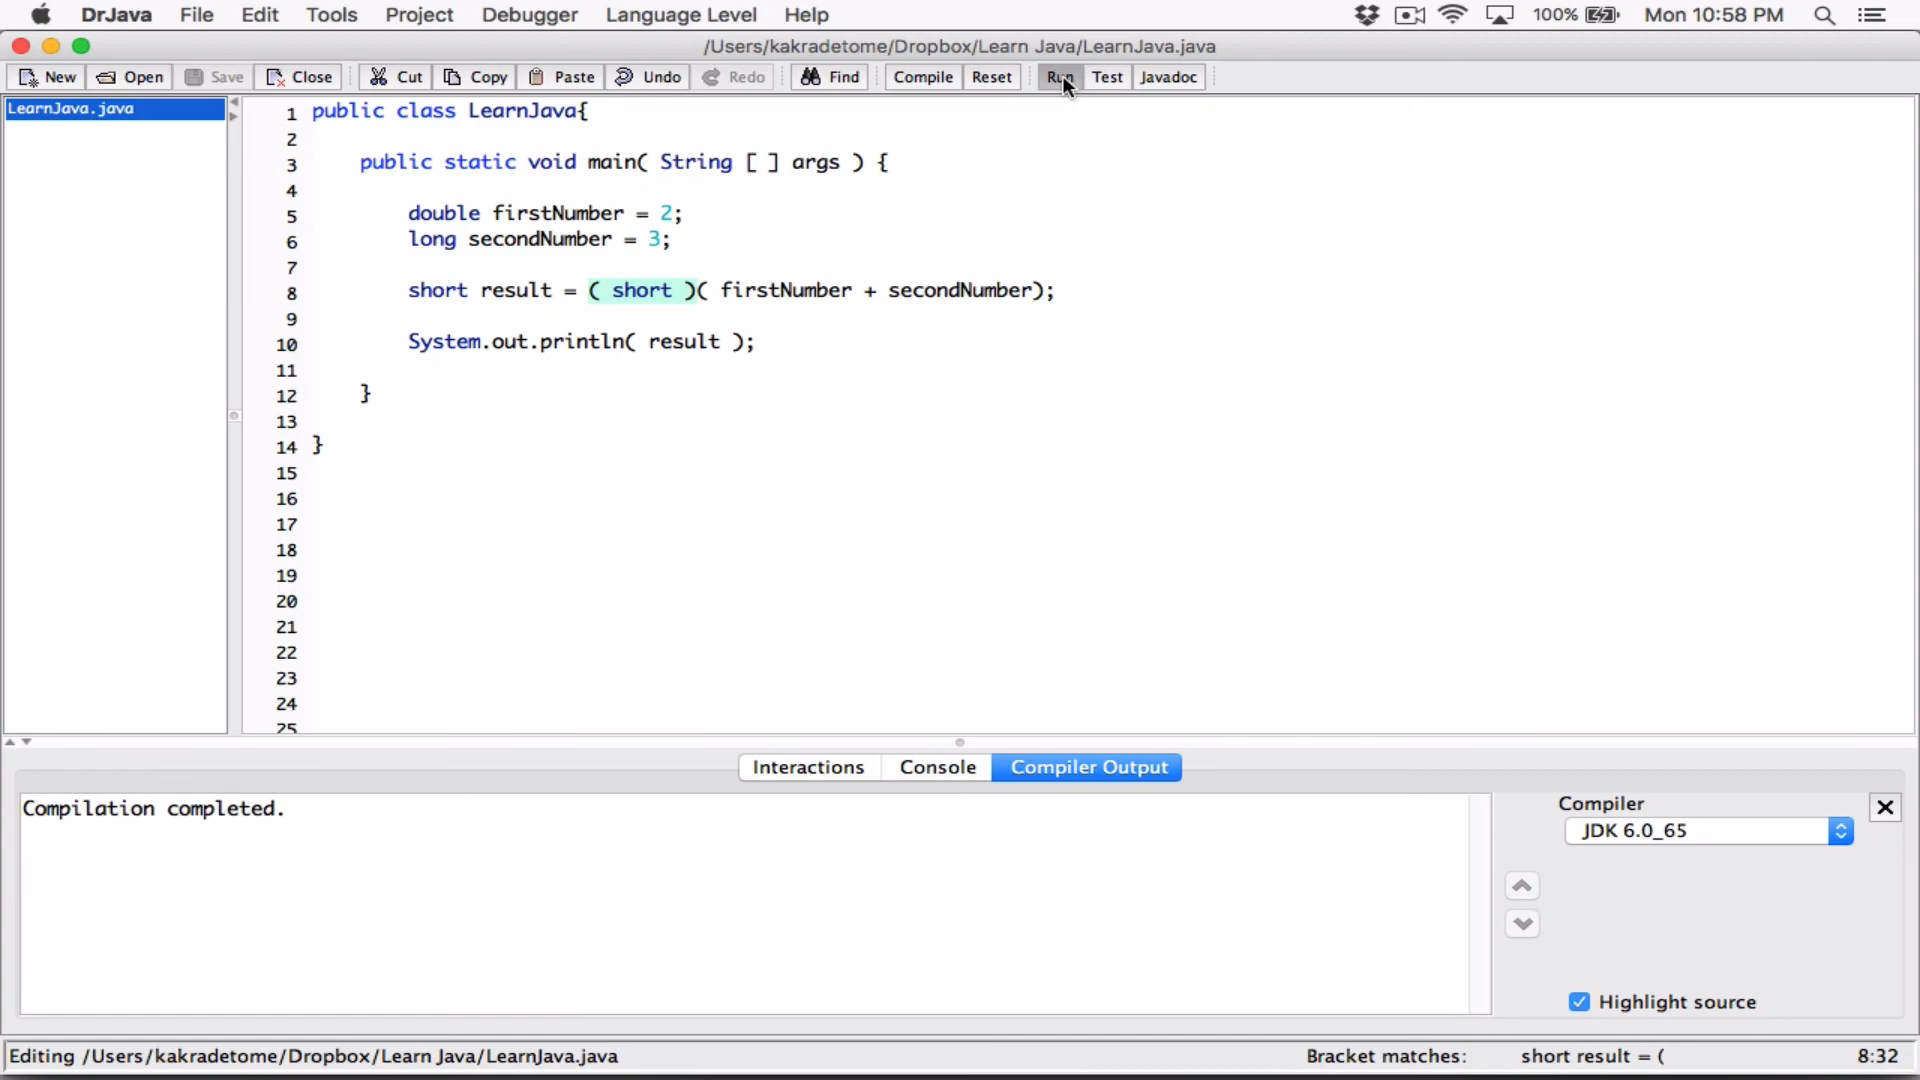 DrJava File Edit Tools Project Debugger Language Level Help 100% Mon 10:58 PM
/Users/kakradetome/Dropbox/Learn Java/LearnJava.java
New Open Save Close Cut Copy Paste Undo Redo Find Compile Reset Run Test Javadoc
LearnJava.java
1 public class LearnJava{
2
3 public static void main( String [ ] args ) {
4
5 double firstNumber = 2;
6 long secondNumber = 3;
7
8 short result = ( short )( firstNumber + secondNumber);
9
10 System.out.println( result );
11
12 }
13
14 }
15
16
17
18
19
20
21
22
23
24
25
Interactions Console Compiler Output
Compilation completed.
Compiler
JDK 6.0_65
Highlight source
Editing /Users/kakradetome/Dropbox/Learn Java/LearnJava.java Bracket matches: short result = ( 8:32